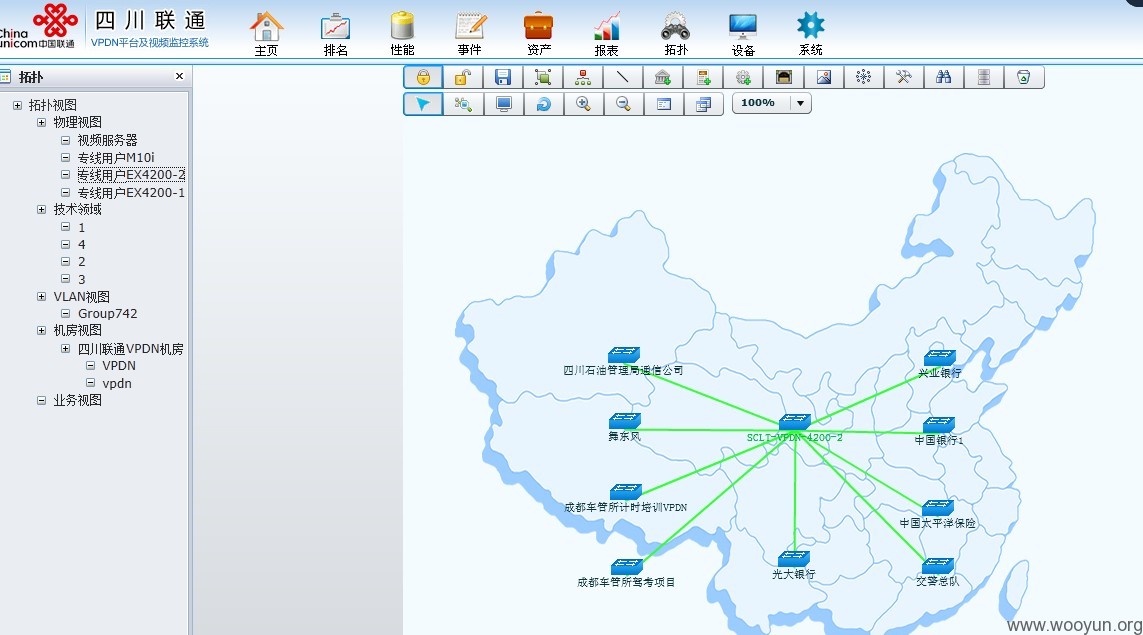 China
unicom中国联通
四川联通
VPDN平台及视频监控系统
主页
排名
性能
事件
资产
报表
拓扑
设备
系统
拓扑
100%
拓扑视图
物理视图
视频服务器
专线用户M10i
专线用户EX4200-2
专线用户EX4200-1
技术领域
1
4
2
3
VLAN视图
Group742
机房视图
四川联通VPDN机房
VPDN
vpdn
业务视图
四川石油管理局通信公司
兴业银行
舞东风
SCLT-VPDN-4200-2
中国银行1
成都车管所计时培训VPDN
中国太平洋保险
成都车管所驾考项目
光大银行
交警总队
www.wooyun.org